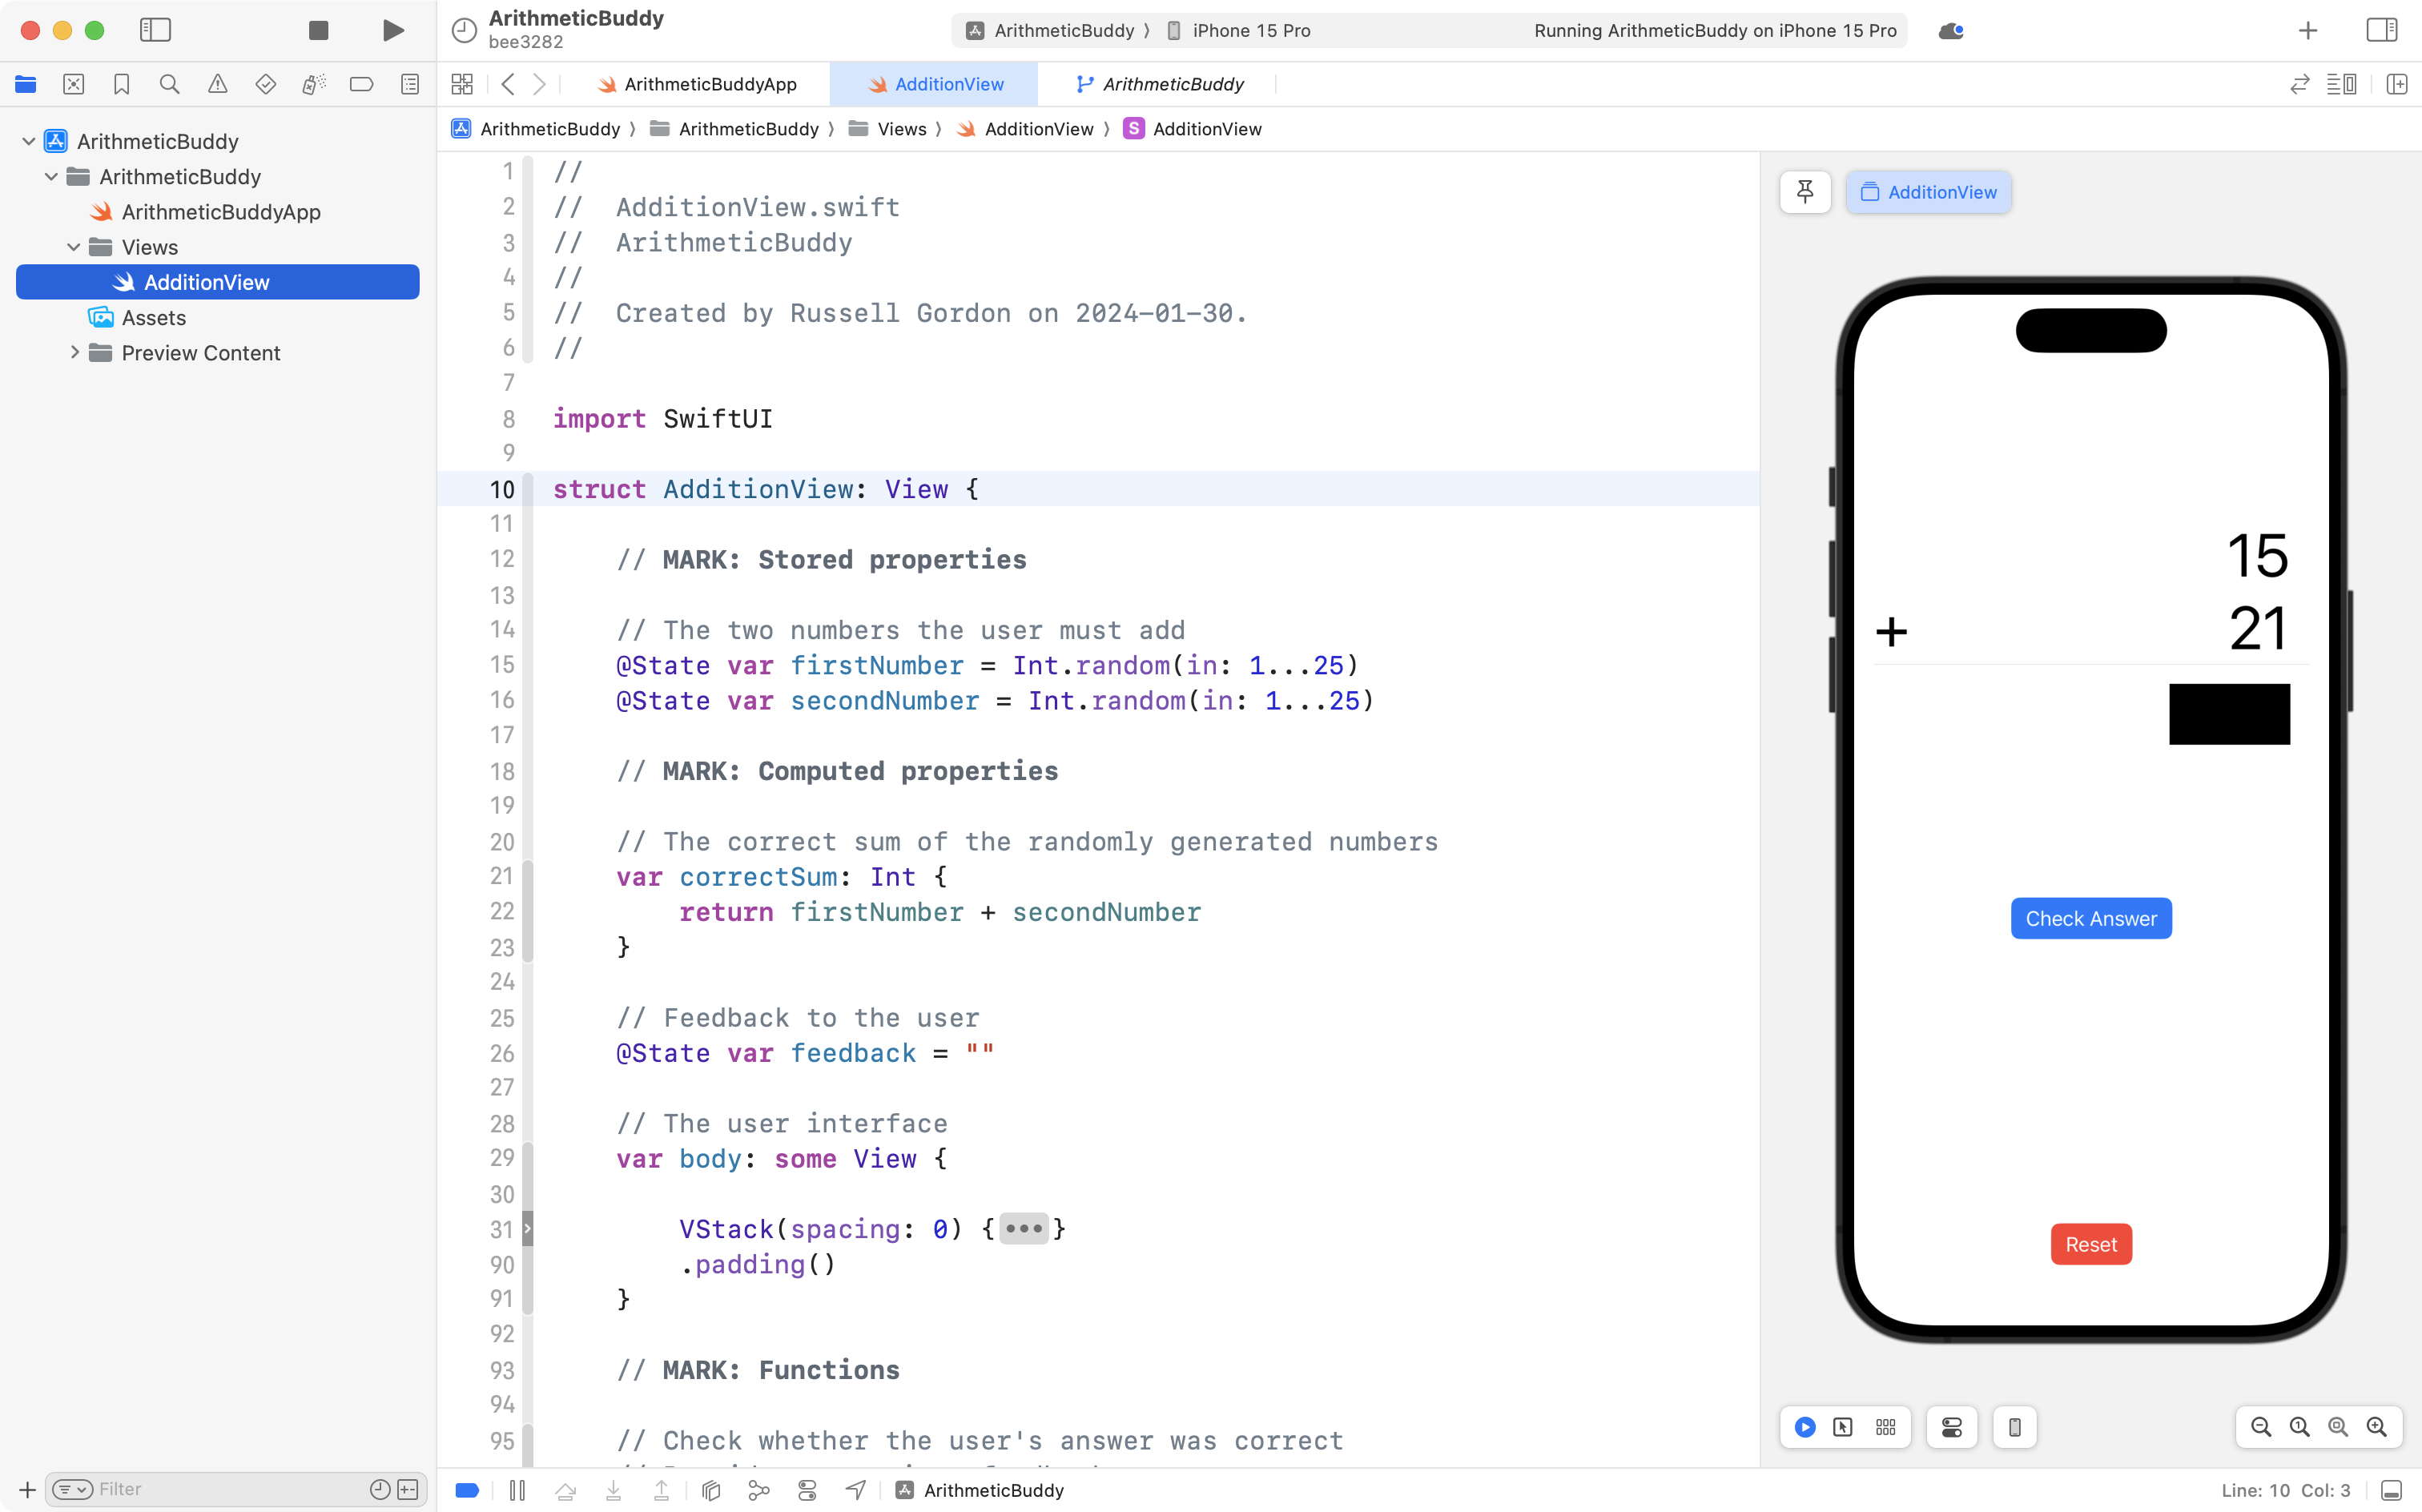 ArithmeticBuddy
bee3282
ArithmeticBuddy ⟩ iPhone 15 Pro
Running ArithmeticBuddy on iPhone 15 Pro
ArithmeticBuddyApp
AdditionView
ArithmeticBuddy
ArithmeticBuddy ⟩ ArithmeticBuddy ⟩ Views ⟩ AdditionView ⟩ S AdditionView
ArithmeticBuddy
ArithmeticBuddy
ArithmeticBuddyApp
Views
AdditionView
Assets
Preview Content
Filter
1 //
2 //  AdditionView.swift
3 //  ArithmeticBuddy
4 //
5 //  Created by Russell Gordon on 2024-01-30.
6 //
7
8 import SwiftUI
9
10 struct AdditionView: View {
11
12     // MARK: Stored properties
13
14     // The two numbers the user must add
15     @State var firstNumber = Int.random(in: 1...25)
16     @State var secondNumber = Int.random(in: 1...25)
17
18     // MARK: Computed properties
19
20     // The correct sum of the randomly generated numbers
21     var correctSum: Int {
22         return firstNumber + secondNumber
23     }
24
25     // Feedback to the user
26     @State var feedback = ""
27
28     // The user interface
29     var body: some View {
30
31         VStack(spacing: 0) {•••}
90         .padding()
91     }
92
93     // MARK: Functions
94
95     // Check whether the user's answer was correct
AdditionView
15
+ 21
Check Answer
Reset
ArithmeticBuddy
Line: 10 Col: 3